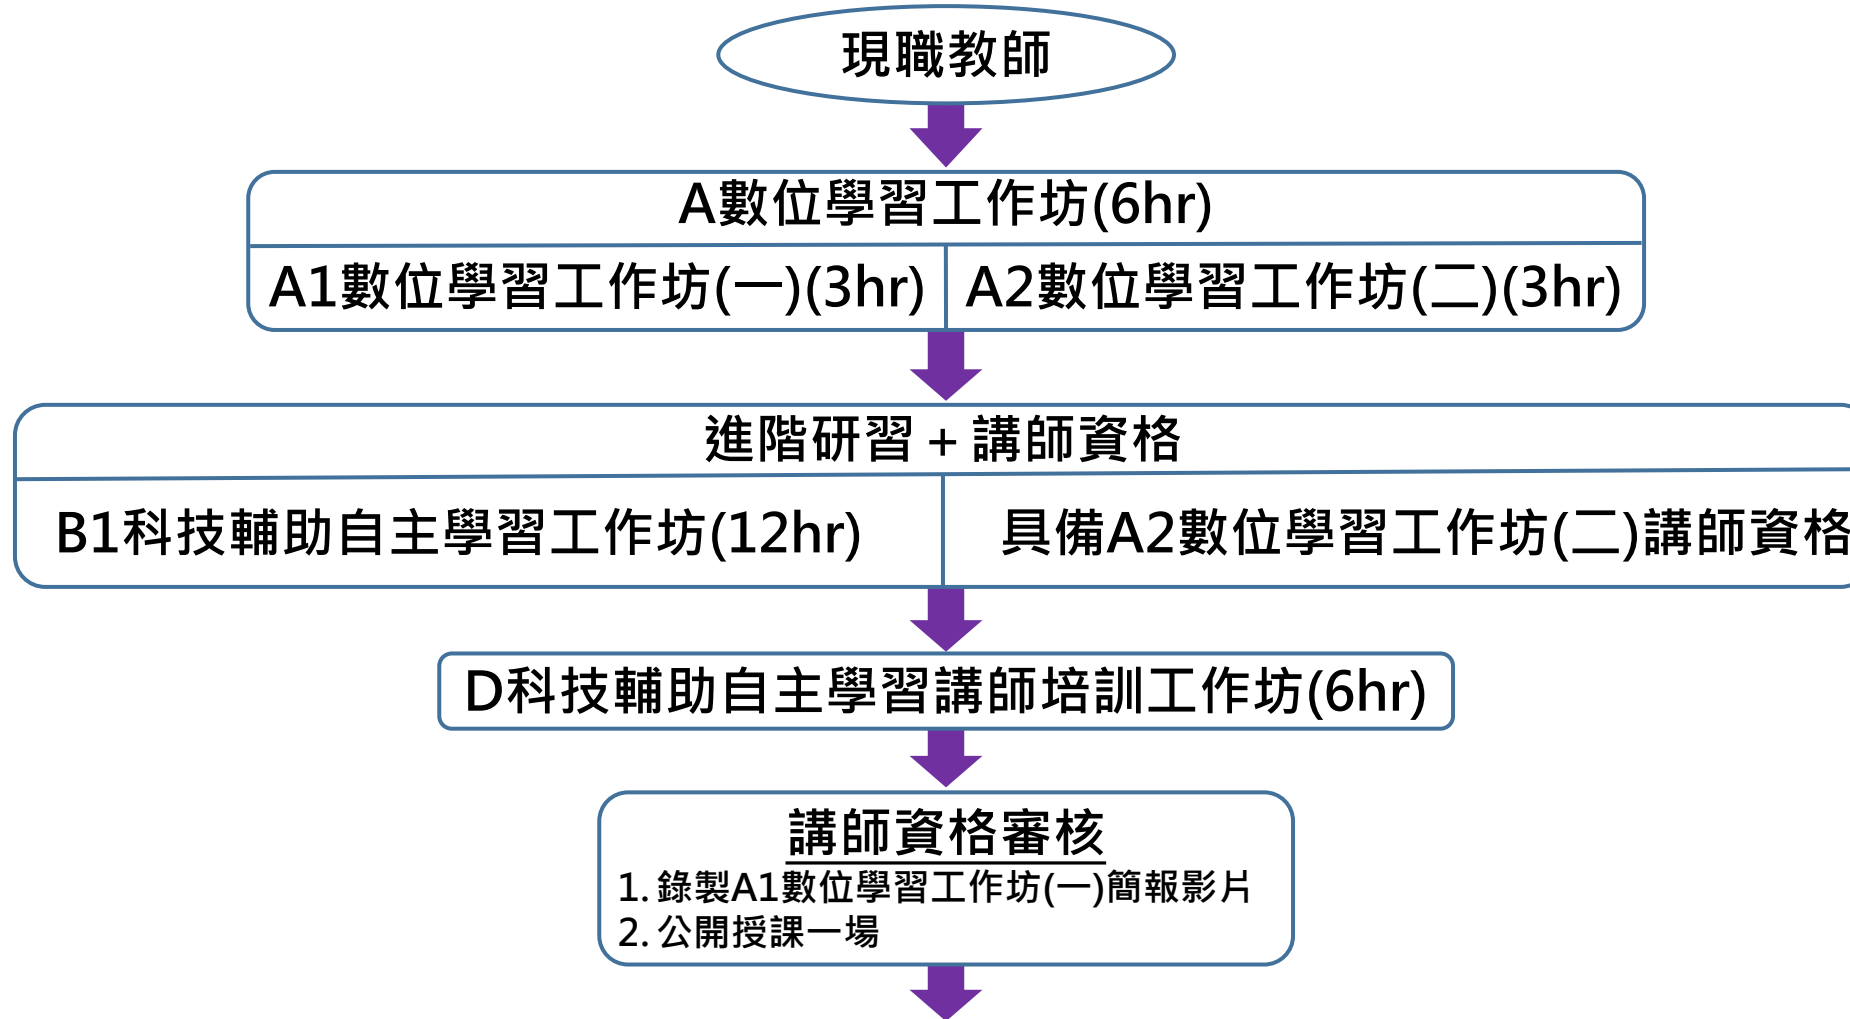 現職教師
A數位學習工作坊(6hr)
A1數位學習工作坊(一)(3hr)
A2數位學習工作坊(二)(3hr)
進階研習+講師資格
B1科技輔助自主學習工作坊(12hr)
具備A2數位學習工作坊(二)講師資格
D科技輔助自主學習講師培訓工作坊(6hr)
講師資格審核
1. 錄製A1數位學習工作坊(一)簡報影片
2. 公開授課一場